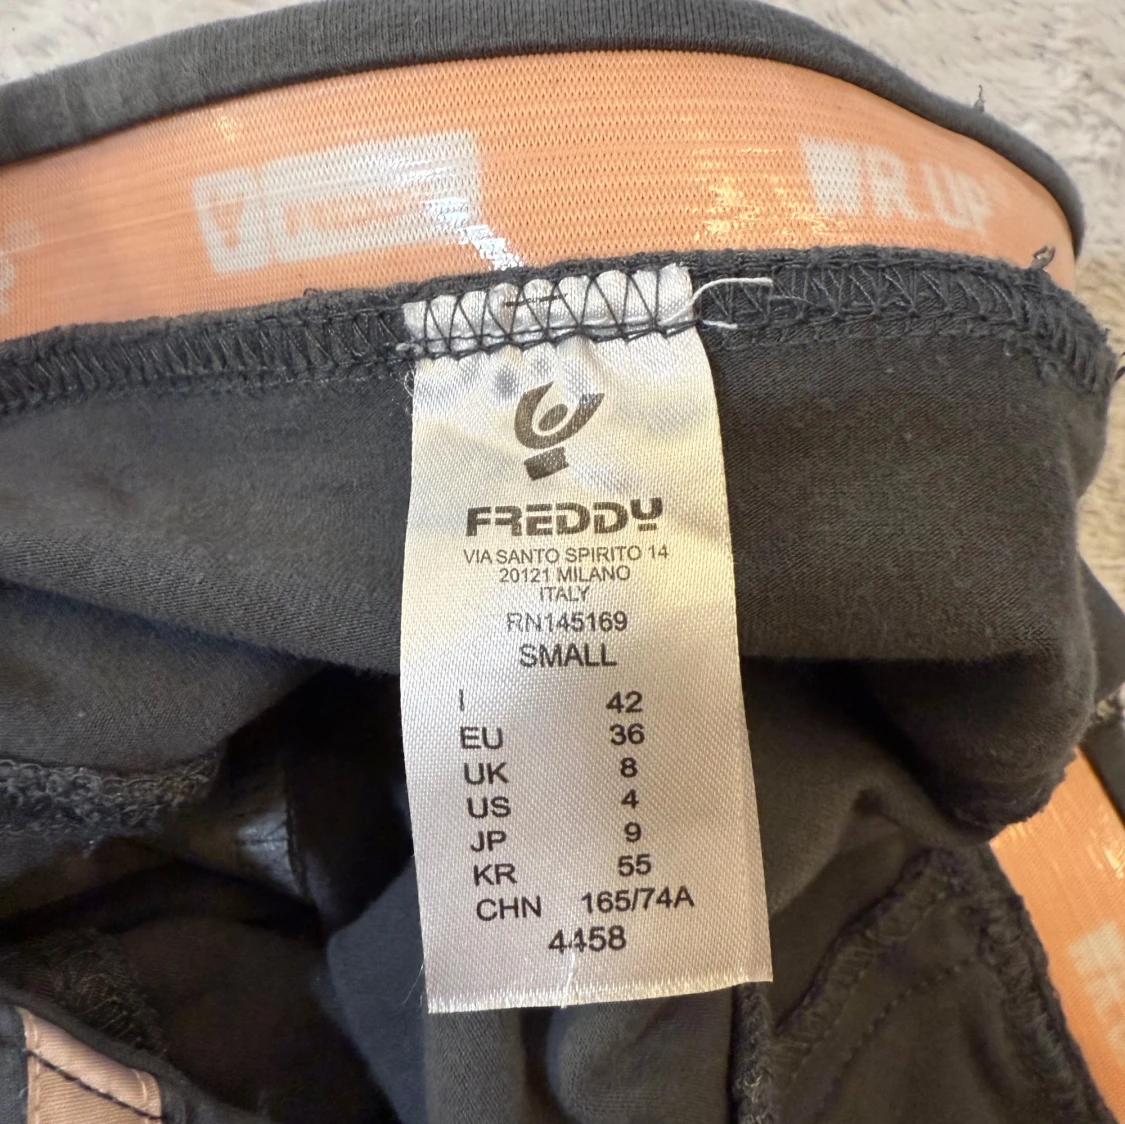 WR.UP®
FREDDY
VIA SANTO SPIRITO 14
20121 MILANO
ITALY
RN145169
SMALL
I 42
EU 36
UK 8
US 4
JP 9
KR 55
CHN 165/74A
4458